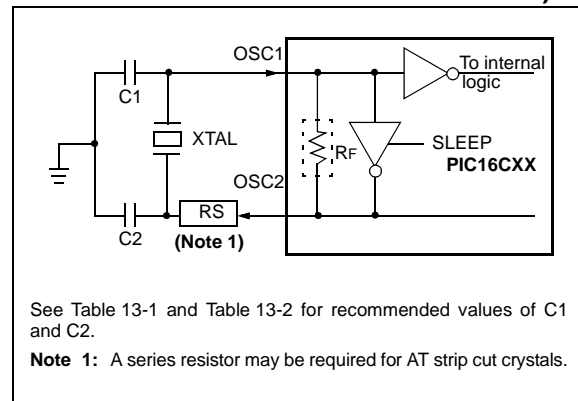 OSC1
To internal
logic
C1
XTAL
RF
SLEEP
PIC16CXX
OSC2
RS
C2
(Note 1)
See Table 13-1 and Table 13-2 for recommended values of C1
and C2.
Note 1: A series resistor may be required for AT strip cut crystals.